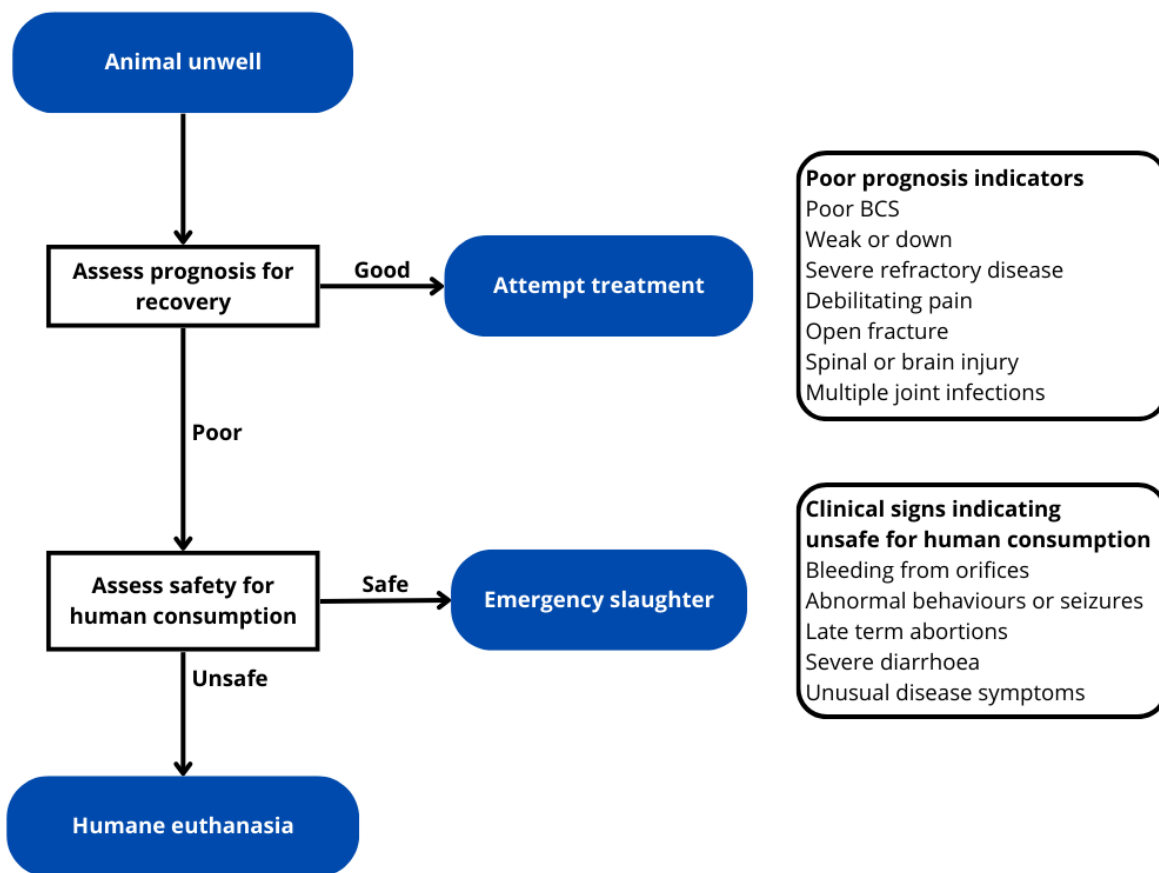 Animal unwell
Assess prognosis for
recovery
Good
Attempt treatment
Poor prognosis indicators
Poor BCS
Weak or down
Severe refractory disease
Debilitating pain
Open fracture
Spinal or brain injury
Multiple joint infections
Poor
Assess safety for
human consumption
Safe
Emergency slaughter
Clinical signs indicating
unsafe for human consumption
Bleeding from orifices
Abnormal behaviours or seizures
Late term abortions
Severe diarrhoea
Unusual disease symptoms
Unsafe
Humane euthanasia